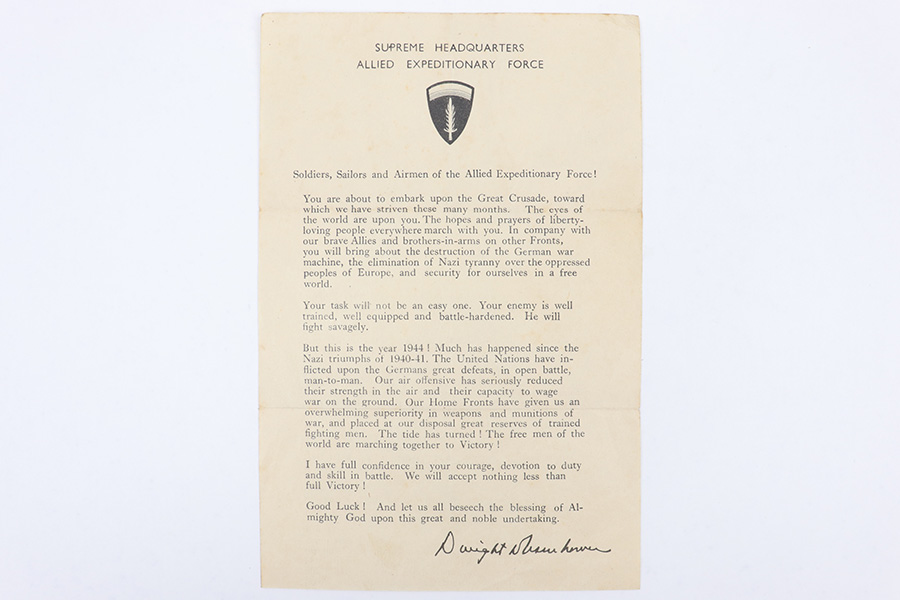 SUPREME HEADQUARTERS
ALLIED EXPEDITIONARY FORCE
Soldiers, Sailors and Airmen of the Allied Expeditionary Force!
You are about to embark upon the Great Crusade, toward
which we have striven these many months. The eyes of
the world are upon you. The hopes and prayers of liberty-
loving people everywhere march with you. In company with
our brave Allies and brothers-in-arms on other Fronts,
you will bring about the destruction of the German war
machine, the elimination of Nazi tyranny over the oppressed
peoples of Europe, and security for ourselves in a free
world.
Your task will not be an easy one. Your enemy is well
trained, well equipped and battle-hardened. He will
fight savagely.
But this is the year 1944! Much has happened since the
Nazi triumphs of 1940-41. The United Nations have in-
flicted upon the Germans great defeats, in open battle,
man-to-man. Our air offensive has seriously reduced
their strength in the air and their capacity to wage
war on the ground. Our Home Fronts have given us an
overwhelming superiority in weapons and munitions of
war, and placed at our disposal great reserves of trained
fighting men. The tide has turned! The free men of the
world are marching together to Victory!
I have full confidence in your courage, devotion to duty
and skill in battle. We will accept nothing less than
full Victory!
Good Luck! And let us all beseech the blessing of Al-
mighty God upon this great and noble undertaking.
Dwight D Eisenhower